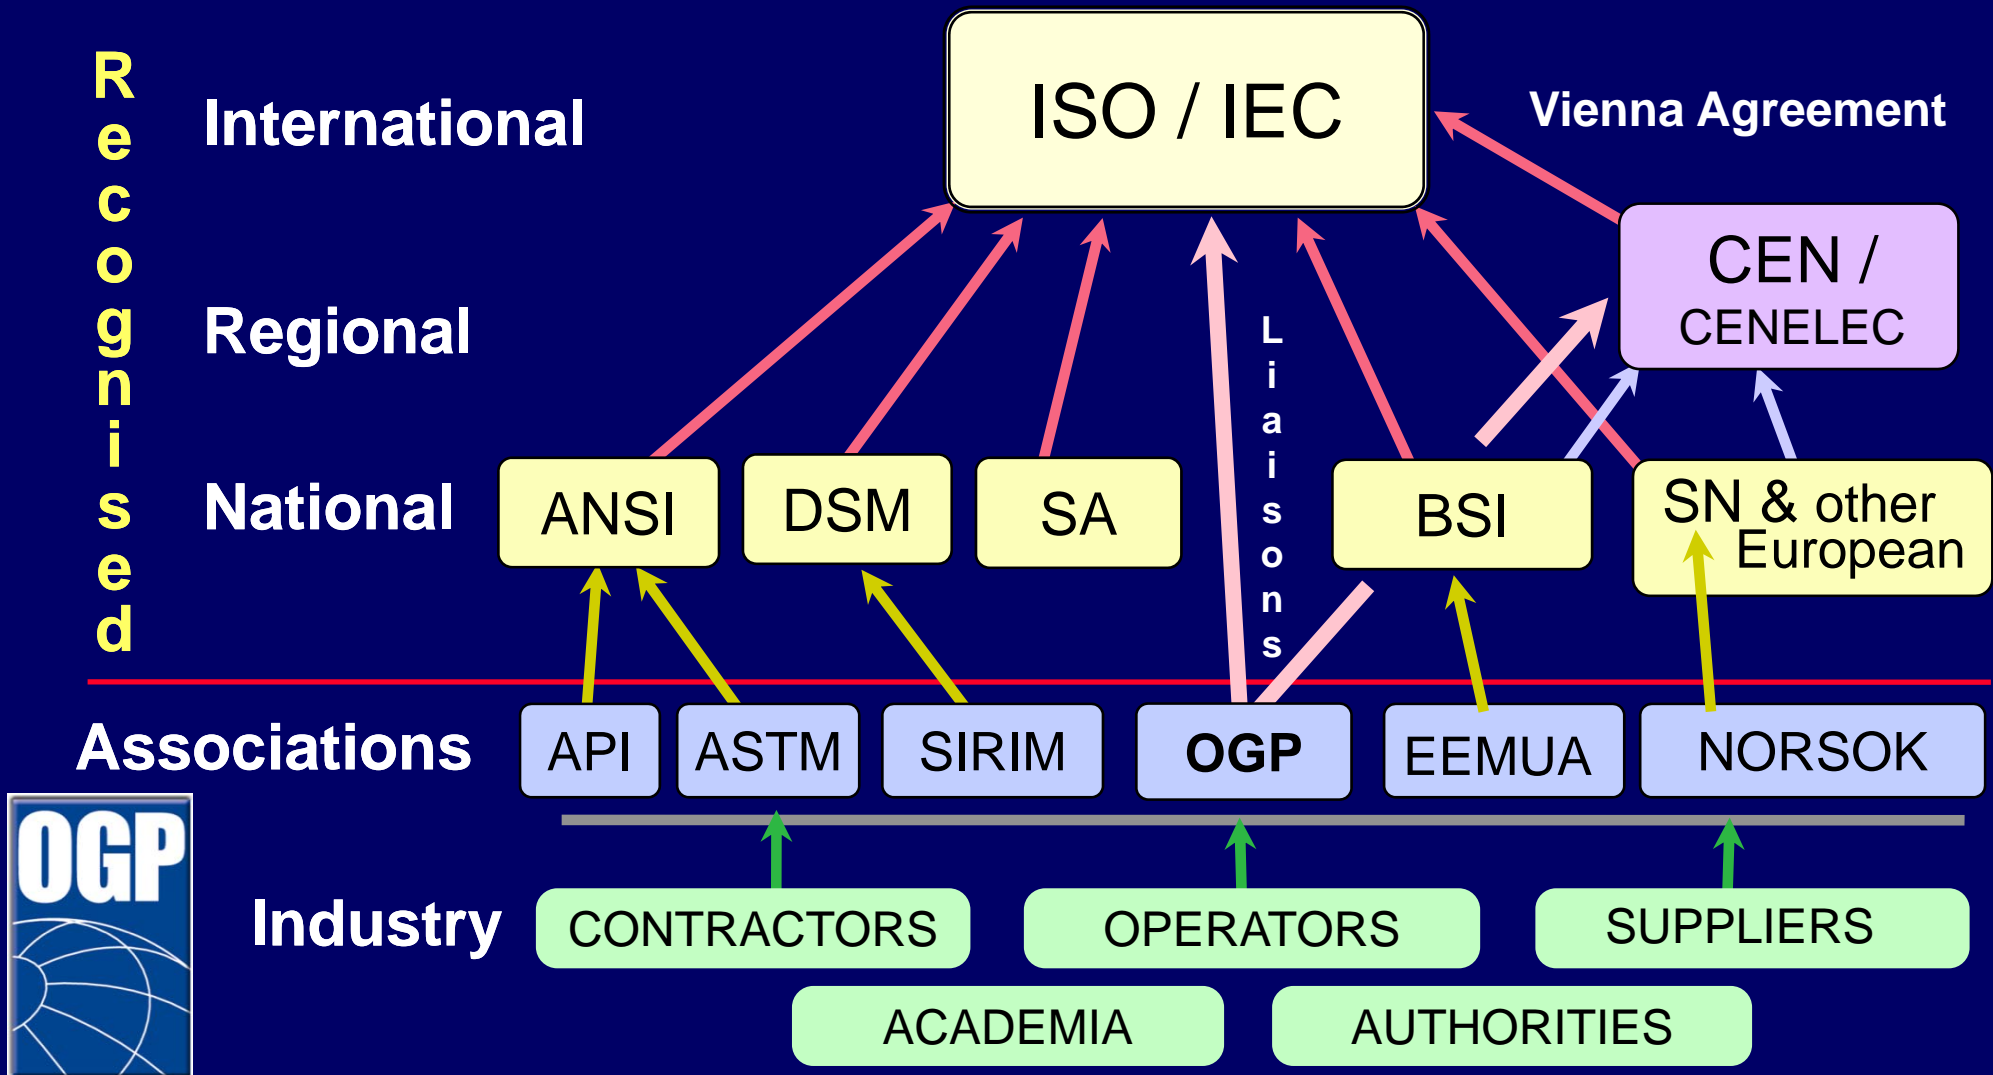 Recognised
International
ISO / IEC
Vienna Agreement
CEN /
CENELEC
Regional
Liaisons
National
ANSI
DSM
SA
BSI
SN & other
European
Associations
API
ASTM
SIRIM
OGP
EEMUA
NORSOK
OGP
Industry
CONTRACTORS
OPERATORS
SUPPLIERS
ACADEMIA
AUTHORITIES